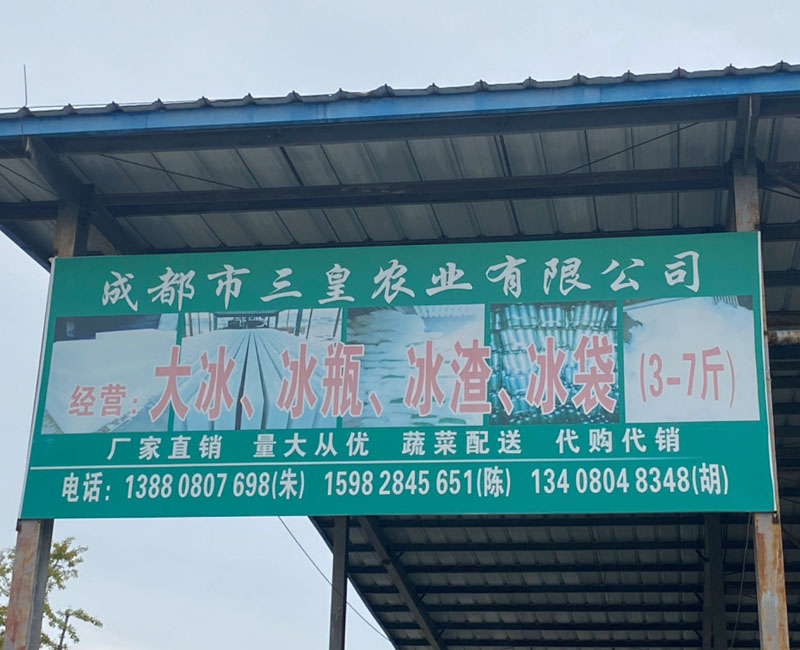 成都市三皇农业有限公司
经营：大冰、冰瓶、冰渣、冰袋(3-7斤)
厂家直销 量大从优 蔬菜配送 代购代销
电话：1388 0807 698(朱) 1598 2845 651(陈) 134 0804 8348(胡)